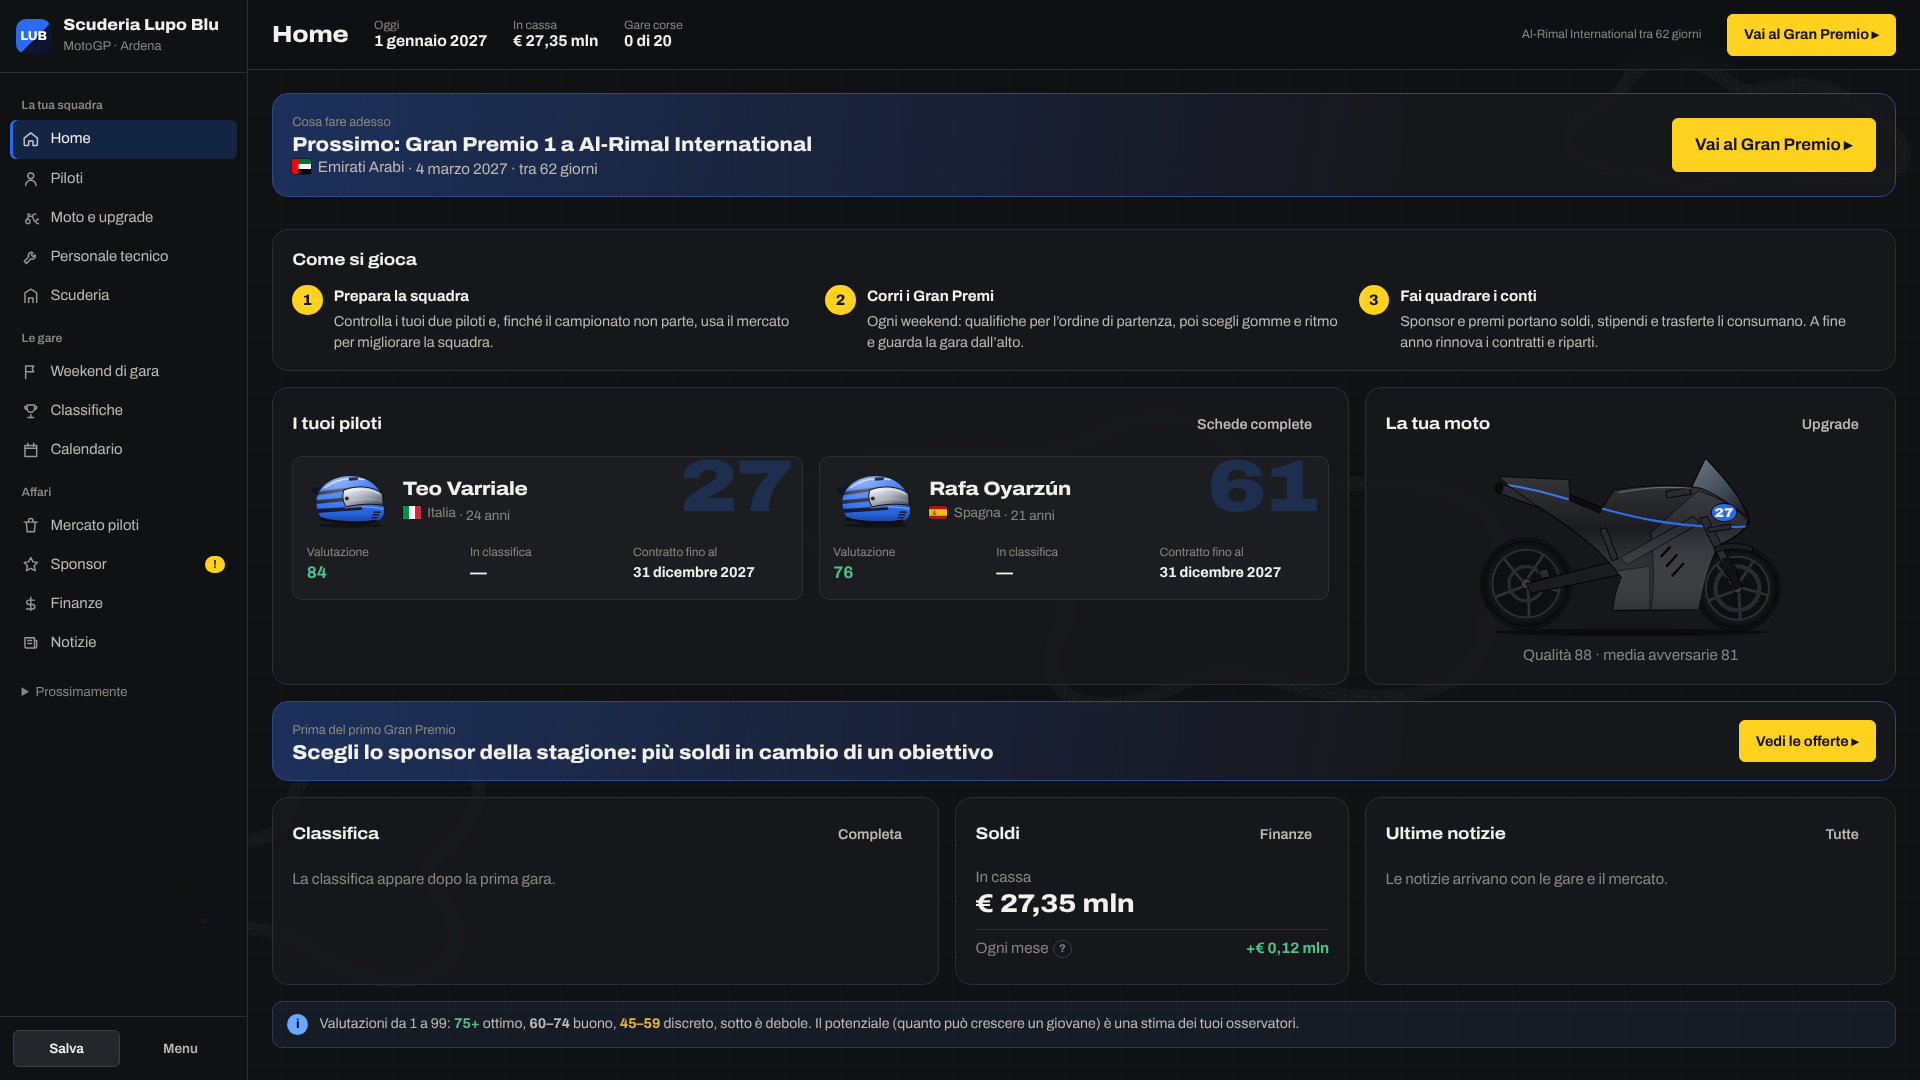 LUB
Scuderia Lupo Blu
MotoGP · Ardena
La tua squadra
Home
Piloti
Moto e upgrade
Personale tecnico
Scuderia
Le gare
Weekend di gara
Classifiche
Calendario
Affari
Mercato piloti
Sponsor
!
Finanze
Notizie
▶ Prossimamente
Salva
Menu
Home
Oggi
1 gennaio 2027
In cassa
€ 27,35 mln
Gare corse
0 di 20
Al-Rimal International tra 62 giorni
Vai al Gran Premio ▸
Cosa fare adesso
Prossimo: Gran Premio 1 a Al-Rimal International
Emirati Arabi · 4 marzo 2027 · tra 62 giorni
Vai al Gran Premio ▸
Come si gioca
1
Prepara la squadra
Controlla i tuoi due piloti e, finché il campionato non parte, usa il mercato
per migliorare la squadra.
2
Corri i Gran Premi
Ogni weekend: qualifiche per l’ordine di partenza, poi scegli gomme e ritmo
e guarda la gara dall’alto.
3
Fai quadrare i conti
Sponsor e premi portano soldi, stipendi e trasferte li consumano. A fine
anno rinnova i contratti e riparti.
I tuoi piloti
Schede complete
27
Teo Varriale
Italia · 24 anni
Valutazione
84
In classifica
—
Contratto fino al
31 dicembre 2027
61
Rafa Oyarzún
Spagna · 21 anni
Valutazione
76
In classifica
—
Contratto fino al
31 dicembre 2027
La tua moto
Upgrade
27
Qualità 88 · media avversarie 81
Prima del primo Gran Premio
Scegli lo sponsor della stagione: più soldi in cambio di un obiettivo
Vedi le offerte ▸
Classifica
Completa
La classifica appare dopo la prima gara.
Soldi
Finanze
In cassa
€ 27,35 mln
Ogni mese ?
+€ 0,12 mln
Ultime notizie
Tutte
Le notizie arrivano con le gare e il mercato.
i
Valutazioni da 1 a 99: 75+ ottimo, 60–74 buono, 45–59 discreto, sotto è debole. Il potenziale (quanto può crescere un giovane) è una stima dei tuoi osservatori.